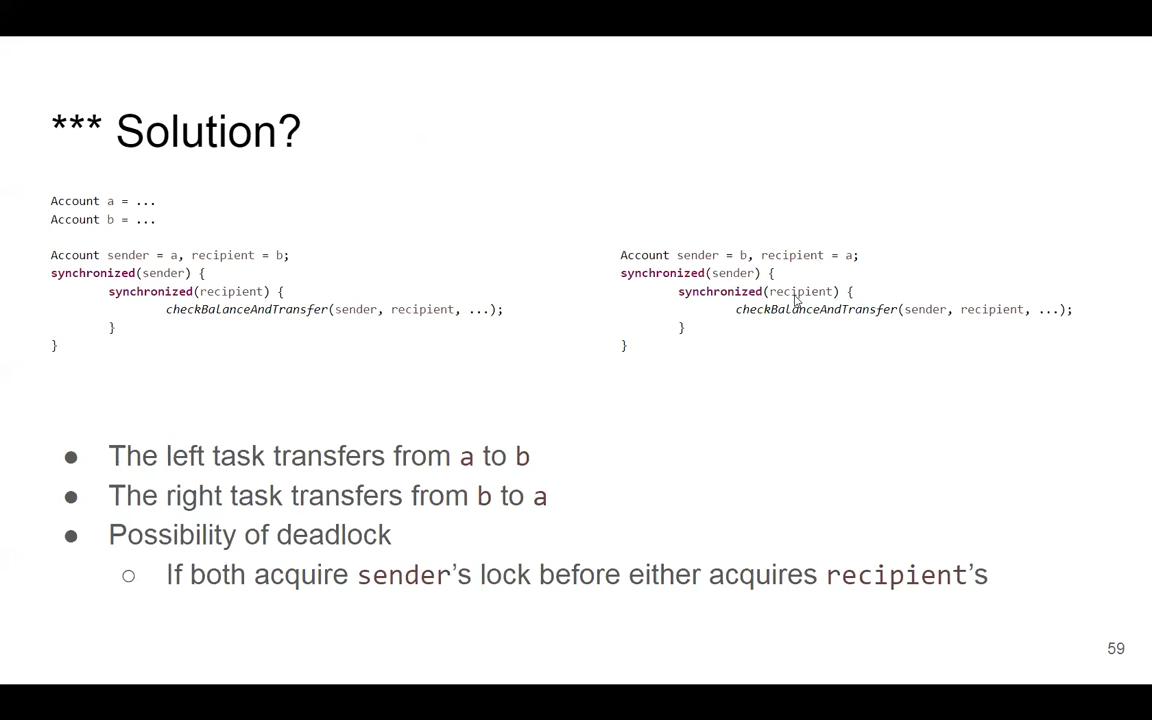 *** Solution?
Account a = ...
Account b = ...
Account sender = a, recipient = b;
synchronized(sender) {
synchronized(recipient) {
checkBalanceAndTransfer(sender, recipient, ...);
}
}
Account sender = b, recipient = a;
synchronized(sender) {
synchronized(recipient) {
checkBalanceAndTransfer(sender, recipient, ...);
}
}
● The left task transfers from a to b
● The right task transfers from b to a
● Possibility of deadlock
○ If both acquire sender’s lock before either acquires recipient’s
59